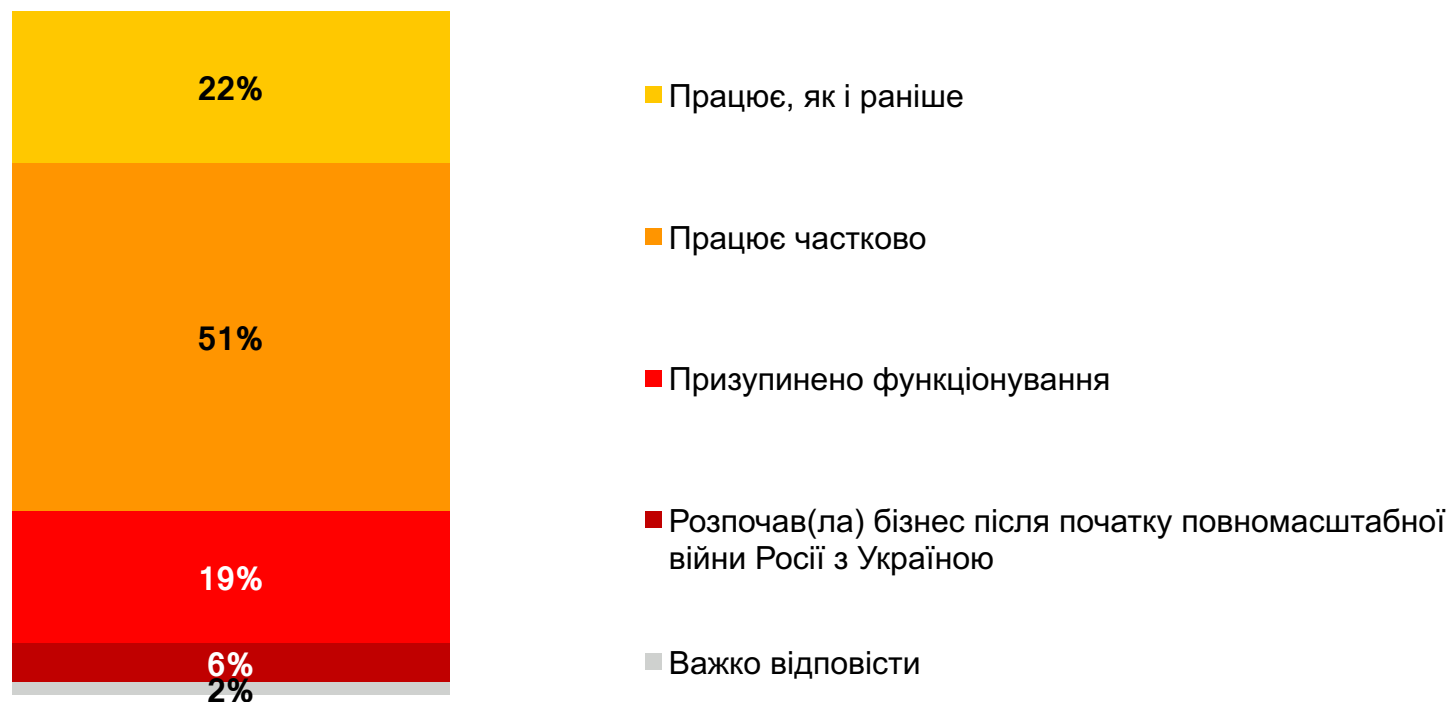 22%
51%
19%
6%
2%
Працює, як і раніше
Працює частково
Призупинено функціонування
Розпочав(ла) бізнес після початку повномасштабної
війни Росії з Україною
Важко відповісти